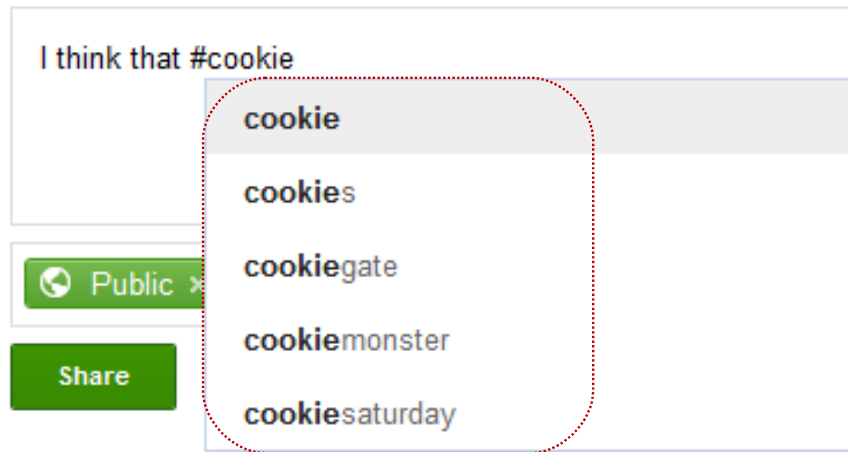 I think that #cookie
cookie
cookies
cookiegate
Public ×
cookiemonster
Share
cookiesaturday